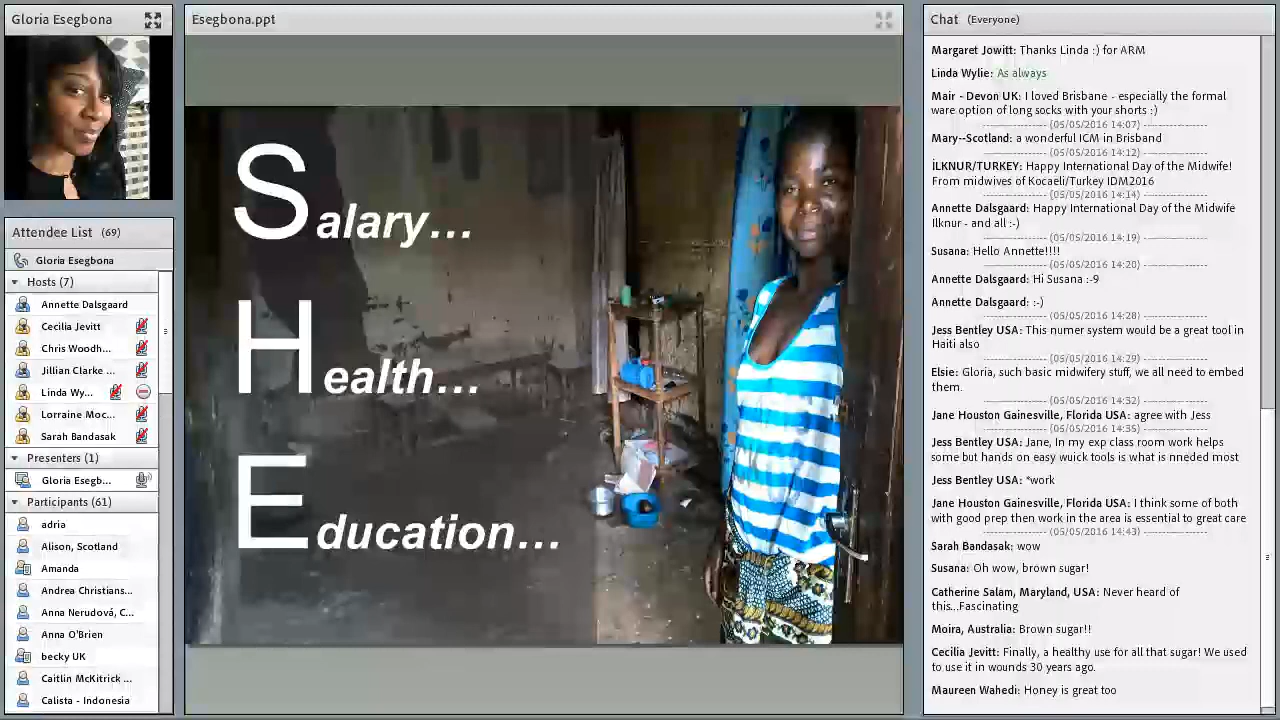 Gloria Esegbona
Attendee List (69)
Gloria Esegbona
Hosts (7)
Annette Dalsgaard
Cecilia Jevitt
Chris Woodh...
Jillian Clarke ...
Linda Wy...
Lorraine Moc...
Sarah Bandasak
Presenters (1)
Gloria Esegb...
Participants (61)
adria
Alison, Scotland
Amanda
Andrea Christians...
Anna Nerudová, C...
Anna O'Brien
becky UK
Caitlin McKitrick ...
Calista - Indonesia
Esegbona.ppt
Salary...
Health...
Education...
Chat (Everyone)
Margaret Jowitt: Thanks Linda :) for ARM
Linda Wylie: As always
Mair - Devon UK: I loved Brisbane - especially the formal
ware option of long socks with your shorts :)
------------------ (05/05/2016 14:07) ------------------
Mary--Scotland: a wonderful ICM in Brisband
------------------ (05/05/2016 14:12) ------------------
İLKNUR/TURKEY: Happy International Day of the Midwife!
From midwives of Kocaeli/Turkey IDM2016
------------------ (05/05/2016 14:14) ------------------
Annette Dalsgaard: Happy International Day of the Midwife
Ilknur - and all :-)
------------------ (05/05/2016 14:19) ------------------
Susana: Hello Annette!!!!
------------------ (05/05/2016 14:20) ------------------
Annette Dalsgaard: Hi Susana :-9
Annette Dalsgaard: :-)
------------------ (05/05/2016 14:28) ------------------
Jess Bentley USA: This numer system would be a great tool in
Haiti also
------------------ (05/05/2016 14:29) ------------------
Elsie: Gloria, such basic midwifery stuff, we all need to embed
them.
------------------ (05/05/2016 14:32) ------------------
Jane Houston Gainesville, Florida USA: agree with Jess
------------------ (05/05/2016 14:35) ------------------
Jess Bentley USA: Jane, In my exp class room work helps
some but hands on easy wuick tools is what is nneded most
Jess Bentley USA: *work
Jane Houston Gainesville, Florida USA: I think some of both
with good prep then work in the area is essential to great care
------------------ (05/05/2016 14:43) ------------------
Sarah Bandasak: wow
Susana: Oh wow, brown sugar!
Catherine Salam, Maryland, USA: Never heard of
this...Fascinating
Moira, Australia: Brown sugar!!
Cecilia Jevitt: Finally, a healthy use for all that sugar! We used
to use it in wounds 30 years ago.
Maureen Wahedi: Honey is great too